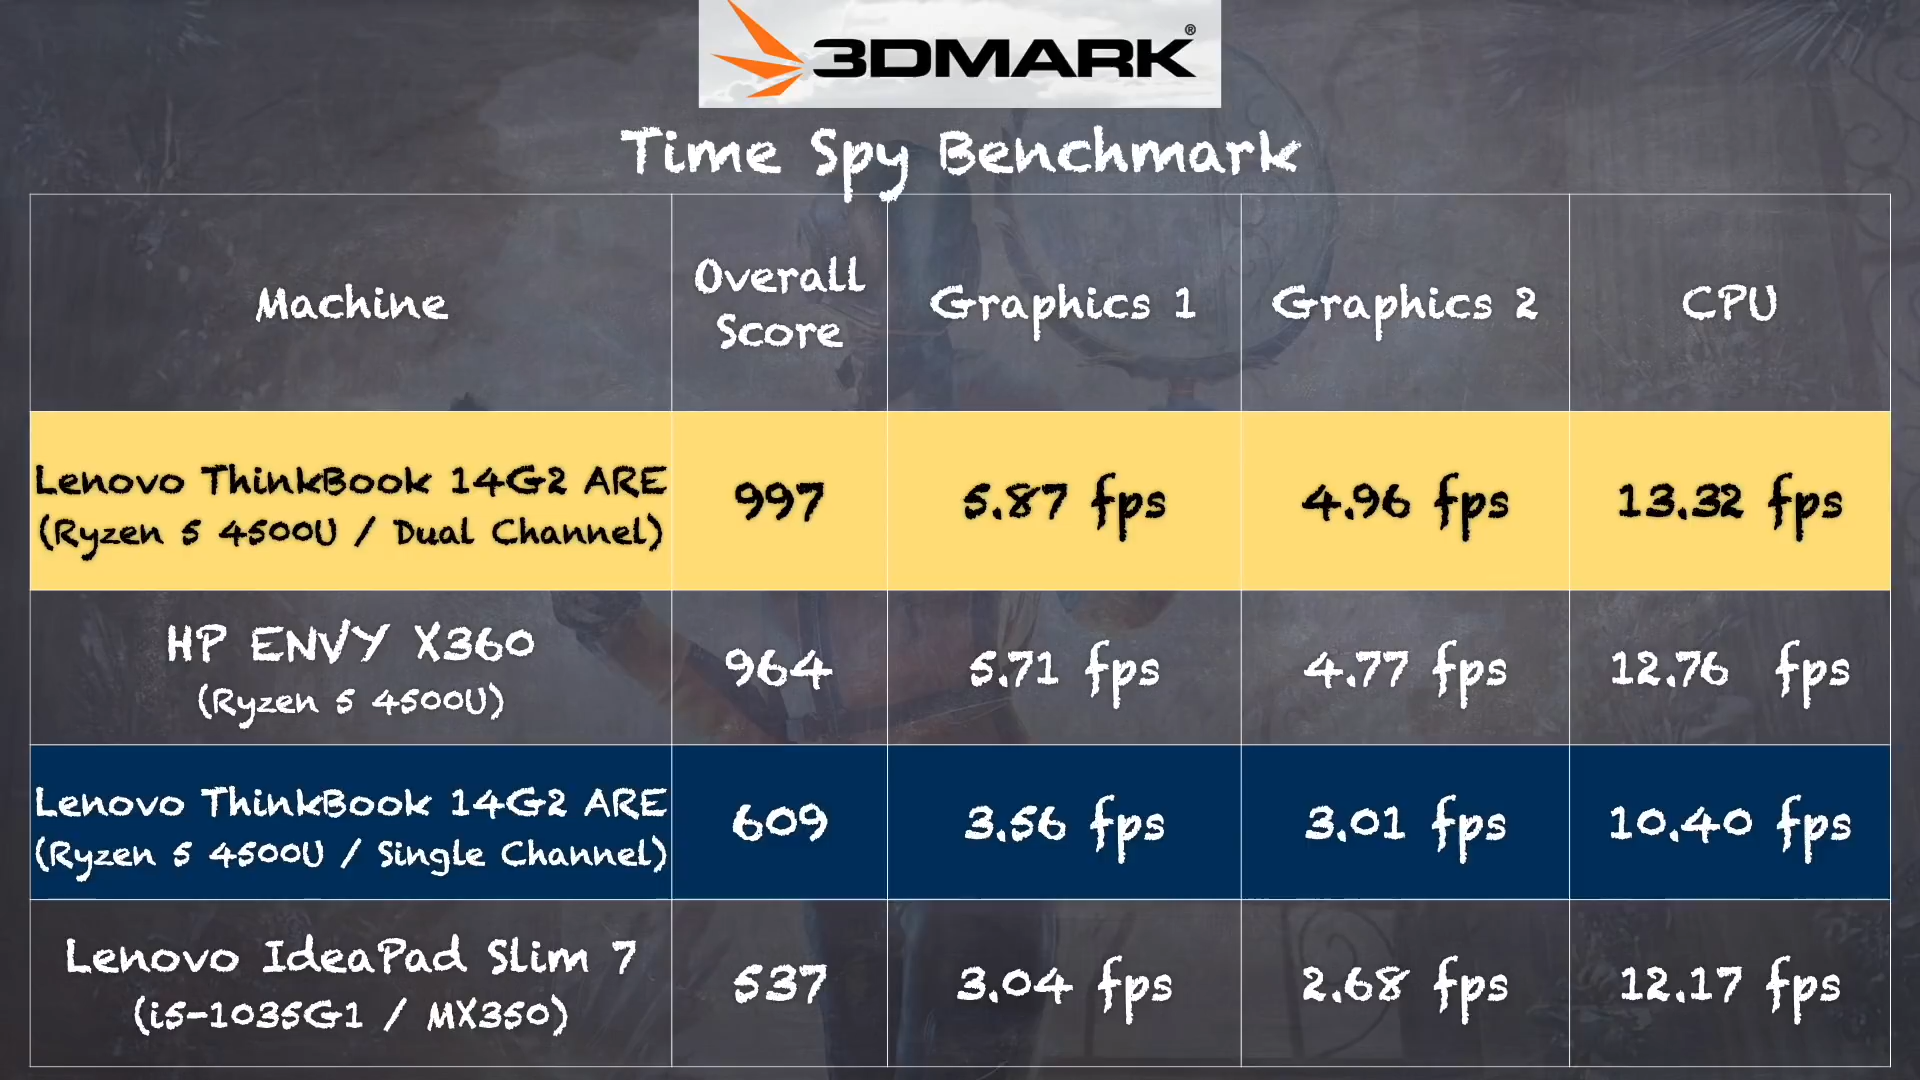 3DMARK®
Time Spy Benchmark
Machine
Overall
Score
Graphics 1
Graphics 2
CPU
Lenovo ThinkBook 14G2 ARE
(Ryzen 5 4500U / Dual Channel)
997
5.87 fps
4.96 fps
13.32 fps
HP ENVY X360
(Ryzen 5 4500U)
964
5.71 fps
4.77 fps
12.76 fps
Lenovo ThinkBook 14G2 ARE
(Ryzen 5 4500U / Single Channel)
609
3.56 fps
3.01 fps
10.40 fps
Lenovo IdeaPad Slim 7
(i5-1035G1 / MX350)
537
3.04 fps
2.68 fps
12.17 fps